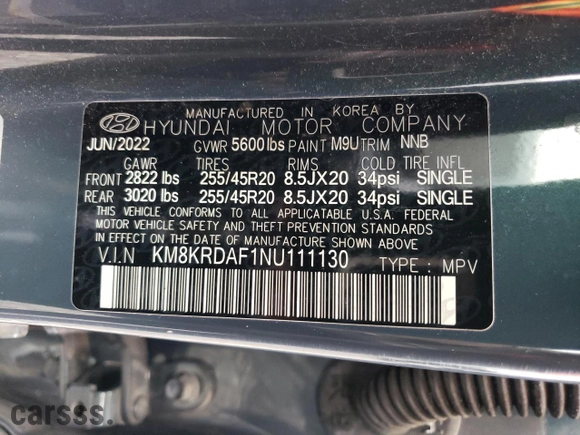 MANUFACTURED IN KOREA BY
HYUNDAI MOTOR COMPANY
JUN/2022 GVWR 5600 lbs PAINT M9U TRIM NNB
GAWR TIRES RIMS COLD TIRE INFL
FRONT 2822 lbs 255/45R20 8.5JX20 34psi SINGLE
REAR 3020 lbs 255/45R20 8.5JX20 34psi SINGLE
THIS VEHICLE CONFORMS TO ALL APPLICABLE U.S.A. FEDERAL
MOTOR VEHICLE SAFETY AND THEFT PREVENTION STANDARDS
IN EFFECT ON THE DATE OF MANUFACTURE SHOWN ABOVE
V.I.N KM8KRDAF1NU111130 TYPE : MPV
carsss.